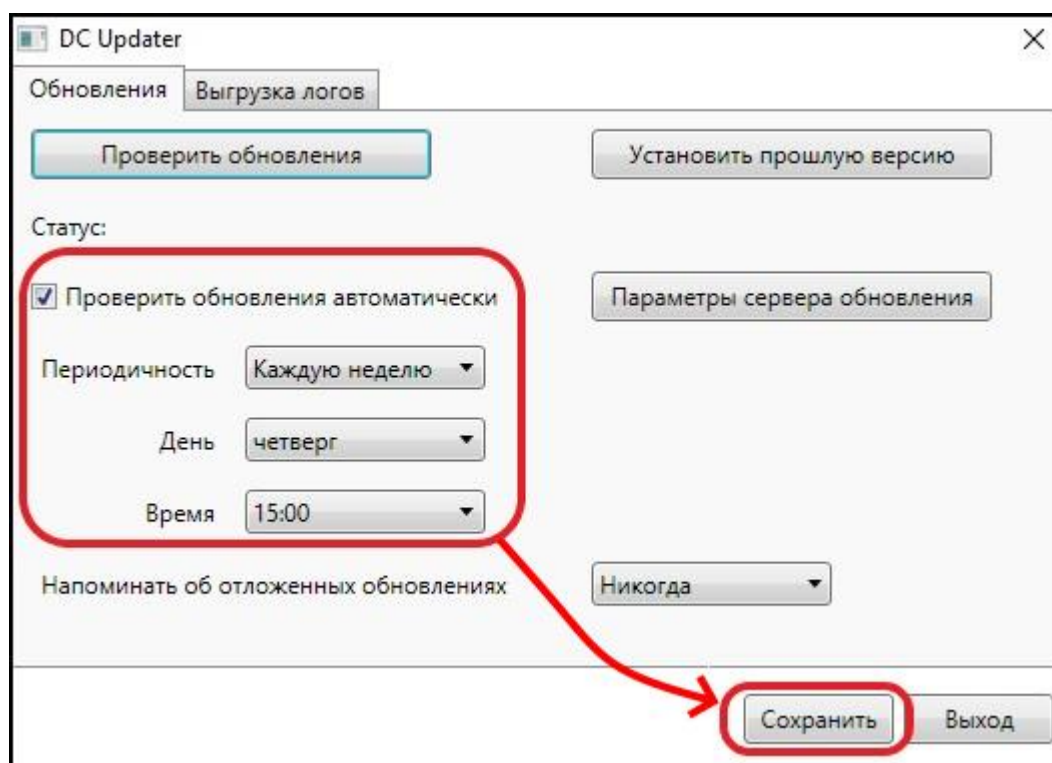 DC Updater
Обновления Выгрузка логов
Проверить обновления Установить прошлую версию
Статус:
Проверить обновления автоматически Параметры сервера обновления
Периодичность Каждую неделю
День четверг
Время 15:00
Напоминать об отложенных обновлениях Никогда
Сохранить Выход